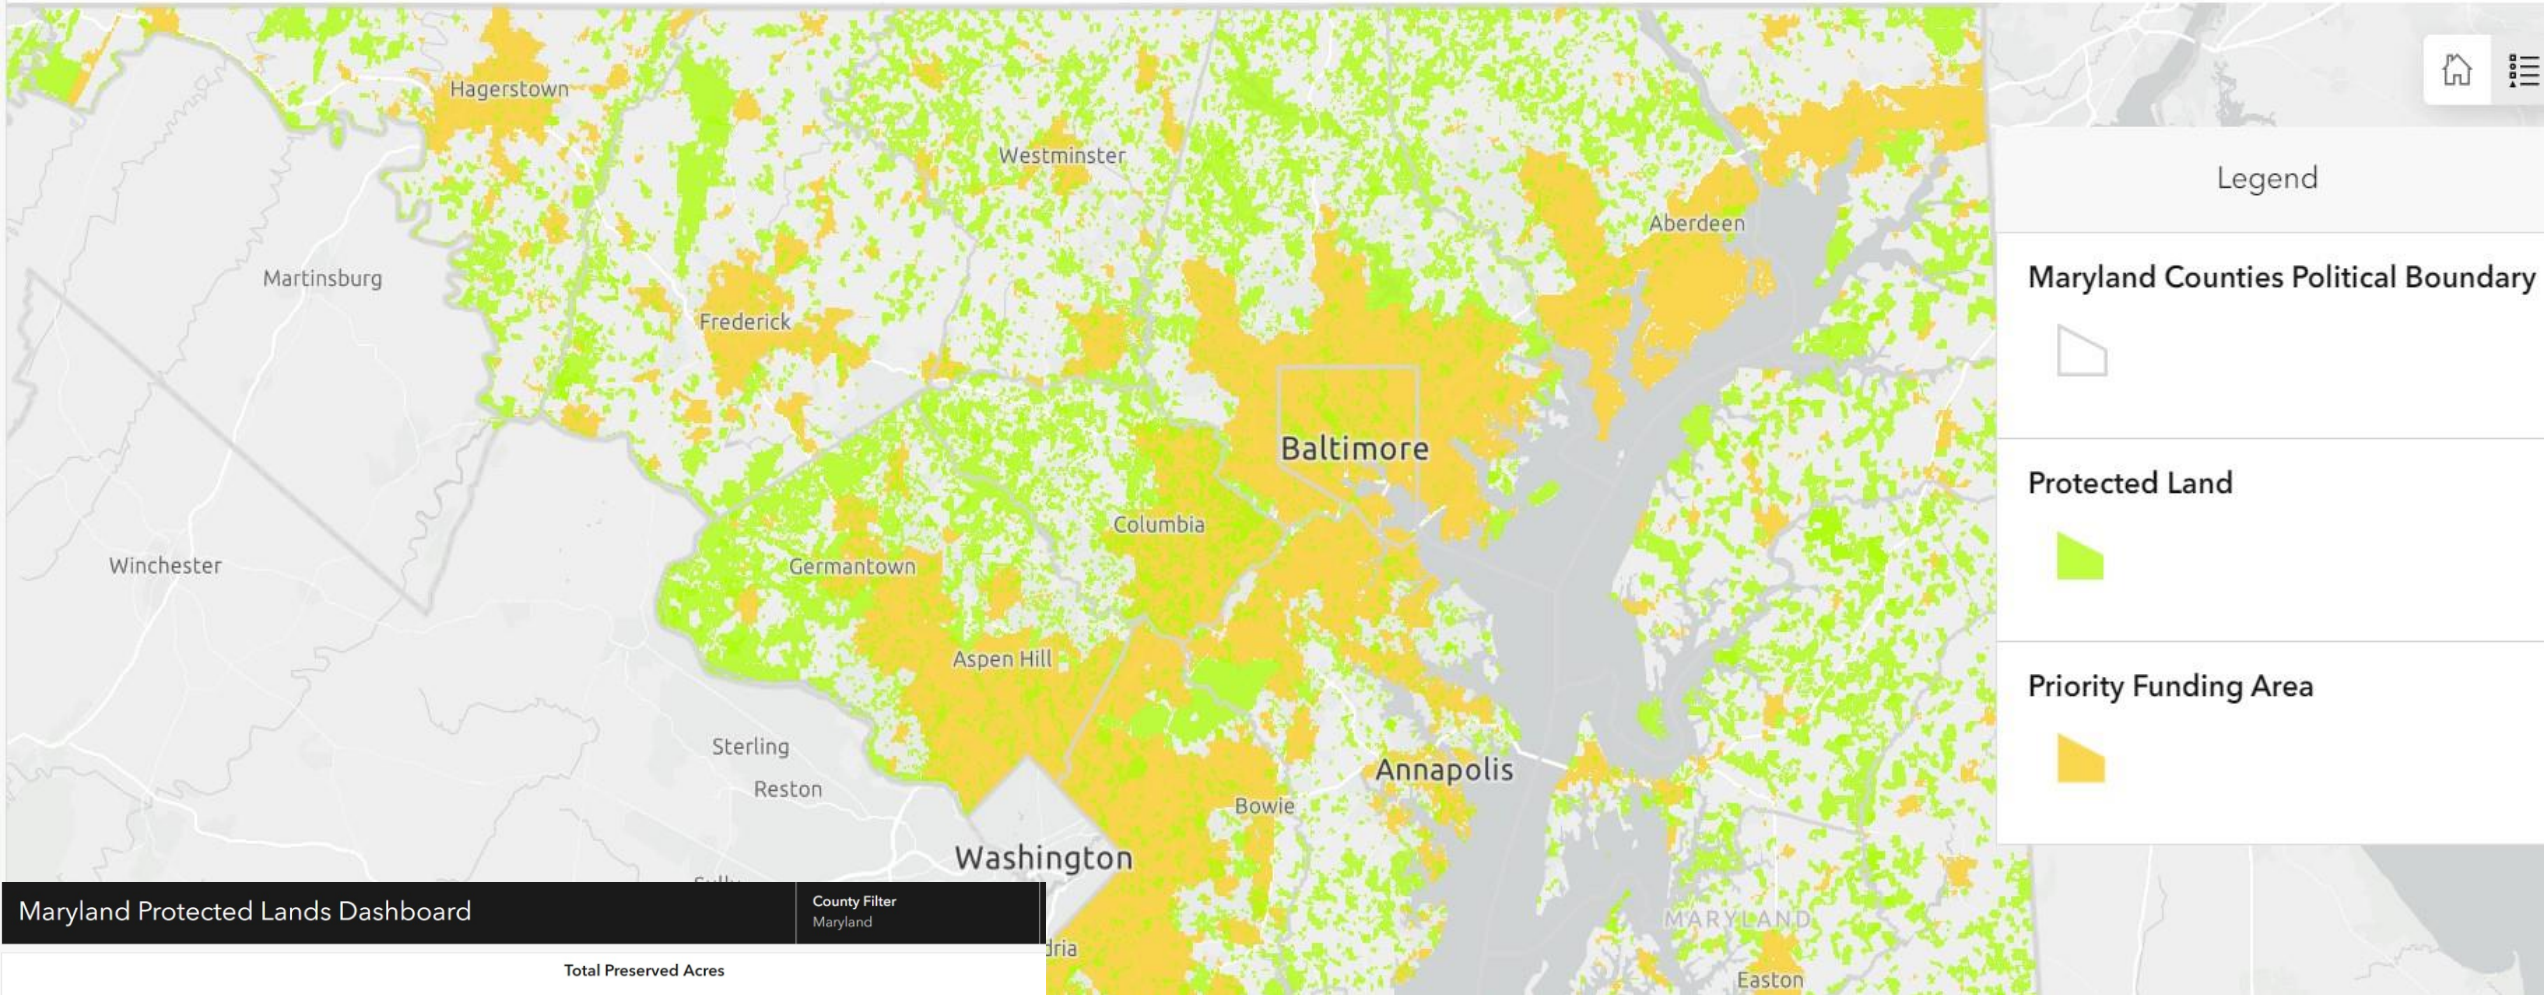 Hagerstown
Westminster
Aberdeen
Martinsburg
Frederick
Baltimore
Columbia
Winchester
Germantown
Aspen Hill
Sterling
Reston
Annapolis
Bowie
Washington
MARYLAND
Easton
Legend
Maryland Counties Political Boundary
Protected Land
Priority Funding Area
Maryland Protected Lands Dashboard
County Filter
Maryland
Total Preserved Acres